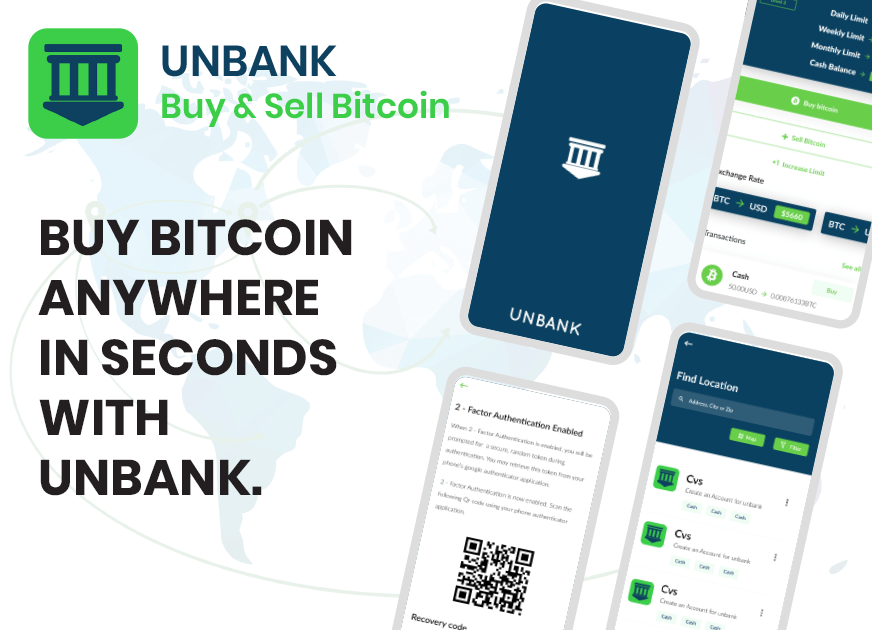 UNBANK
Buy & Sell Bitcoin
BUY BITCOIN
ANYWHERE
IN SECONDS
WITH
UNBANK.
UNBANK
Daily Limit
Weekly Limit
Monthly Limit
Cash Balance
Buy bitcoin
Sell Bitcoin
+1 Increase Limit
xchange Rate
BTC → USD $5660
BTC → U
Transactions
See all
Cash
50.00USD → 0.00076133BTC
Buy
2 - Factor Authentication Enabled
When 2 - Factor Authentication is enabled, you will be
prompted for a secure, random token during
authentication. You may retrieve this token from your
phone's google authenticator application.
2 - Factor Authentication is now enabled. Scan the
following Qr code using your phone authenticator
application.
Recovery code
Find Location
Address, City or Zip
Map
Filter
Cvs
Create an Account for unbank
Cash Cash Cash
Cvs
Create an Account for unbank
Cash Cash Cash
Cvs
Create an Account for unbank
Cash Cash Cash